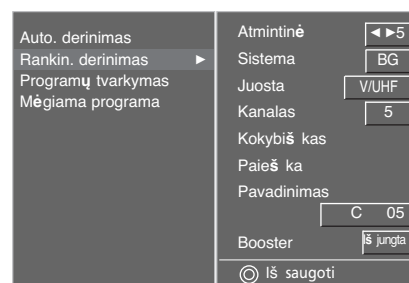 Auto. derinimas
Rankin. derinimas ►
Programų tvarkymas
Mėgiama programa
Atmintinė ◄ ►5
Sistema BG
Juosta V/UHF
Kanalas 5
Kokybiš kas
Paieš ka
Pavadinimas
C 05
Booster Iš jungta
Iš saugoti